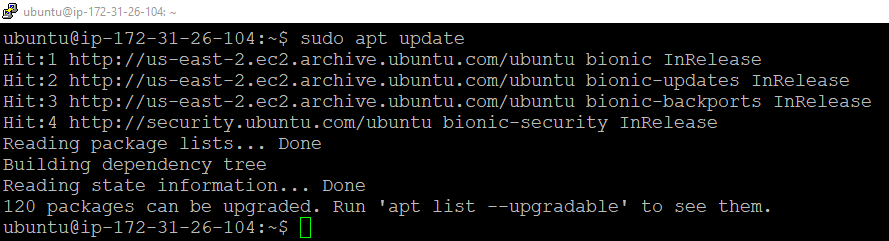 ubuntu@ip-172-31-26-104: ~
ubuntu@ip-172-31-26-104:~$ sudo apt update
Hit:1 http://us-east-2.ec2.archive.ubuntu.com/ubuntu bionic InRelease
Hit:2 http://us-east-2.ec2.archive.ubuntu.com/ubuntu bionic-updates InRelease
Hit:3 http://us-east-2.ec2.archive.ubuntu.com/ubuntu bionic-backports InRelease
Hit:4 http://security.ubuntu.com/ubuntu bionic-security InRelease
Reading package lists... Done
Building dependency tree
Reading state information... Done
120 packages can be upgraded. Run 'apt list --upgradable' to see them.
ubuntu@ip-172-31-26-104:~$